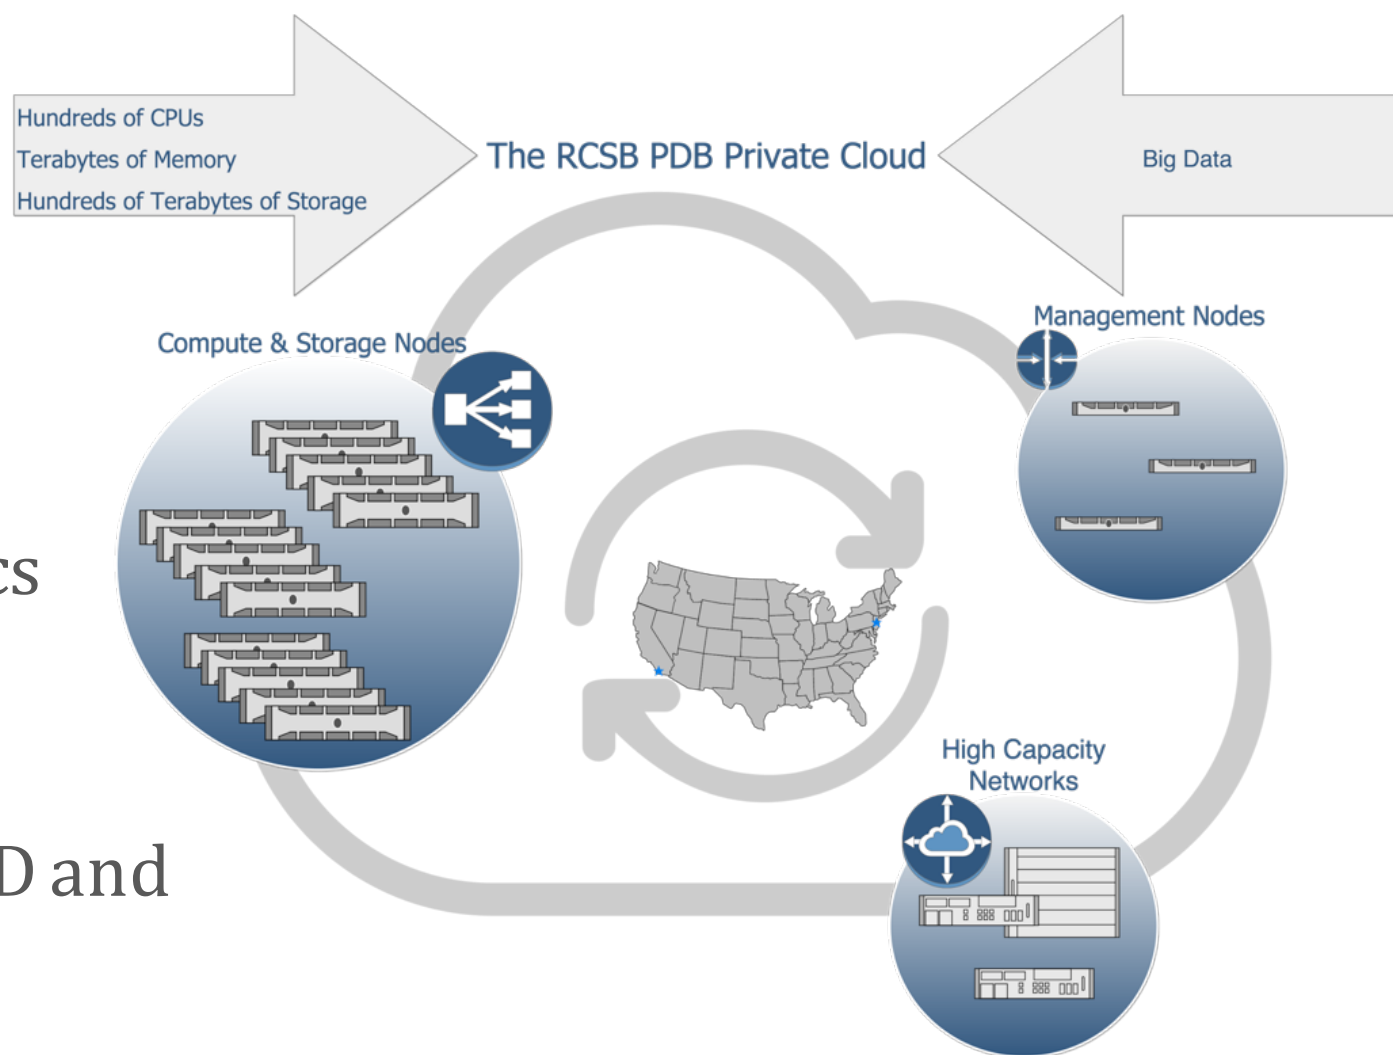 Hundreds of CPUs
Terabytes of Memory
Hundreds of Terabytes of Storage
The RCSB PDB Private Cloud
Big Data
Management Nodes
Compute & Storage Nodes
cs
High Capacity
Networks
D and